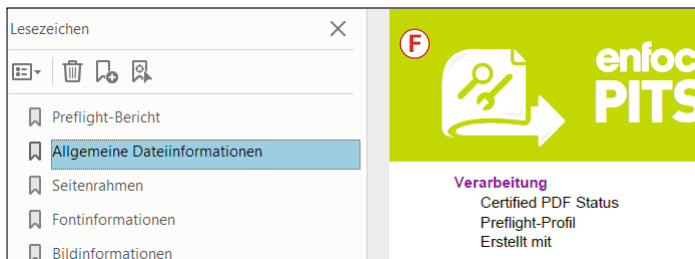 Lesezeichen
Preflight-Bericht
Allgemeine Dateiinformationen
Seitenrahmen
Fontinformationen
Bildinformationen
F
enfoc
PITS
Verarbeitung
Certified PDF Status
Preflight-Profil
Erstellt mit